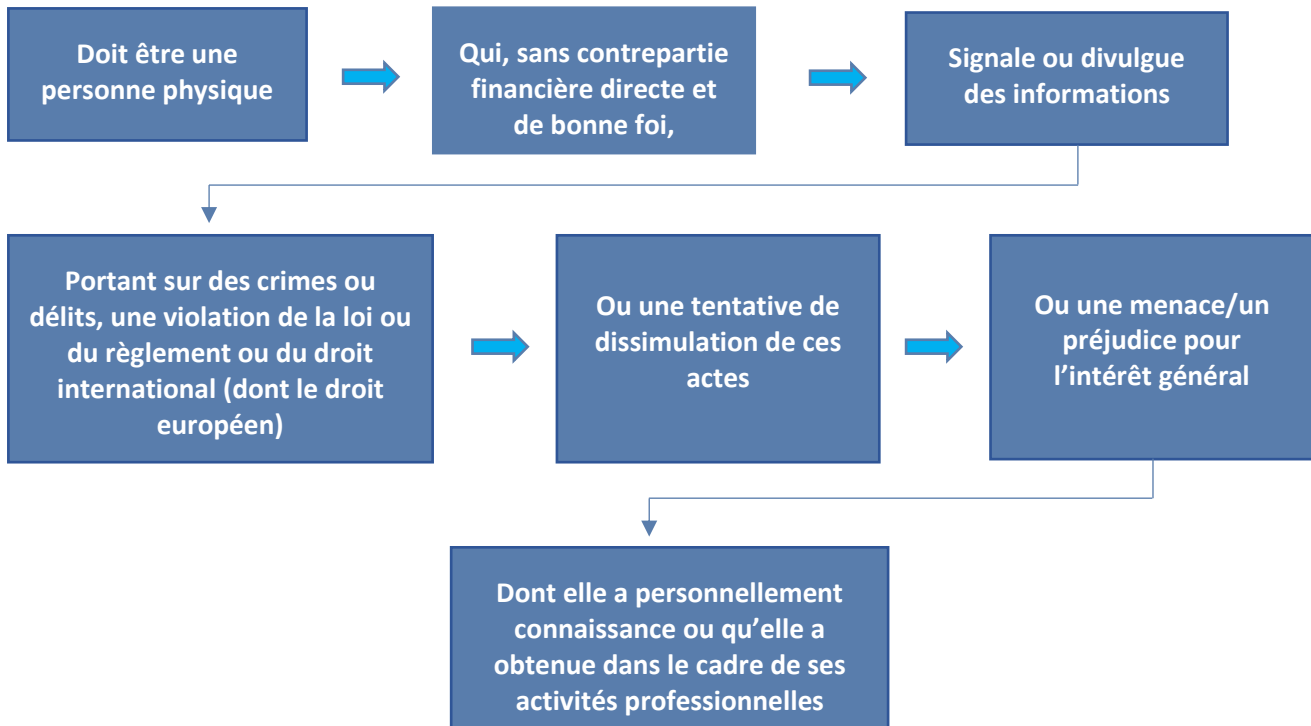 Doit être une
personne physique
Qui, sans contrepartie
financière directe et
de bonne foi,
Signale ou divulgue
des informations
Portant sur des crimes ou
délits, une violation de la loi ou
du règlement ou du droit
international (dont le droit
européen)
Ou une tentative de
dissimulation de ces
actes
Ou une menace/un
préjudice pour
l’intérêt général
Dont elle a personnellement
connaissance ou qu’elle a
obtenue dans le cadre de ses
activités professionnelles